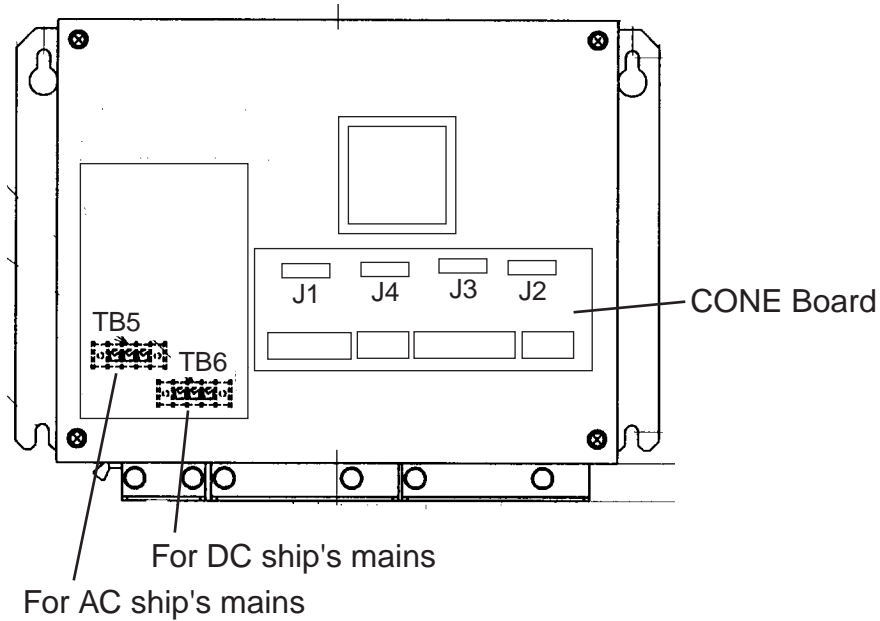 J1
J4
J3
J2
CONE Board
TB5
TB6
For DC ship's mains
For AC ship's mains